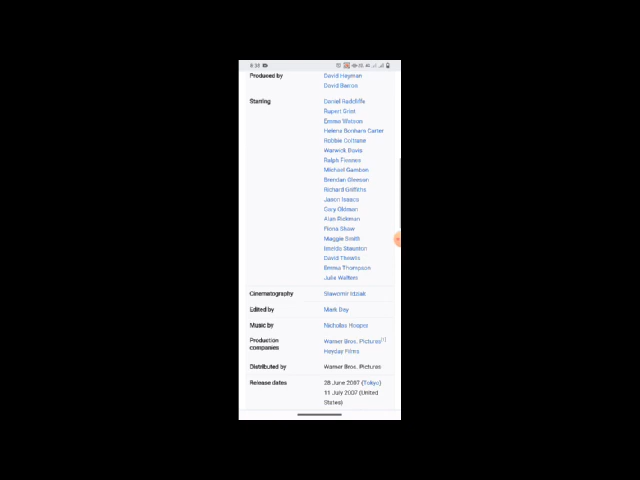 8:38
Produced by David Heyman
David Barron
Starring Daniel Radcliffe
Rupert Grint
Emma Watson
Helena Bonham Carter
Robbie Coltrane
Warwick Davis
Ralph Fiennes
Michael Gambon
Brendan Gleeson
Richard Griffiths
Jason Isaacs
Gary Oldman
Alan Rickman
Fiona Shaw
Maggie Smith
Imelda Staunton
David Thewlis
Emma Thompson
Julie Walters
Cinematography Sławomir Idziak
Edited by Mark Day
Music by Nicholas Hooper
Production companies Warner Bros. Pictures[1]
Heyday Films
Distributed by Warner Bros. Pictures
Release dates 28 June 2007 (Tokyo)
11 July 2007 (United
States)